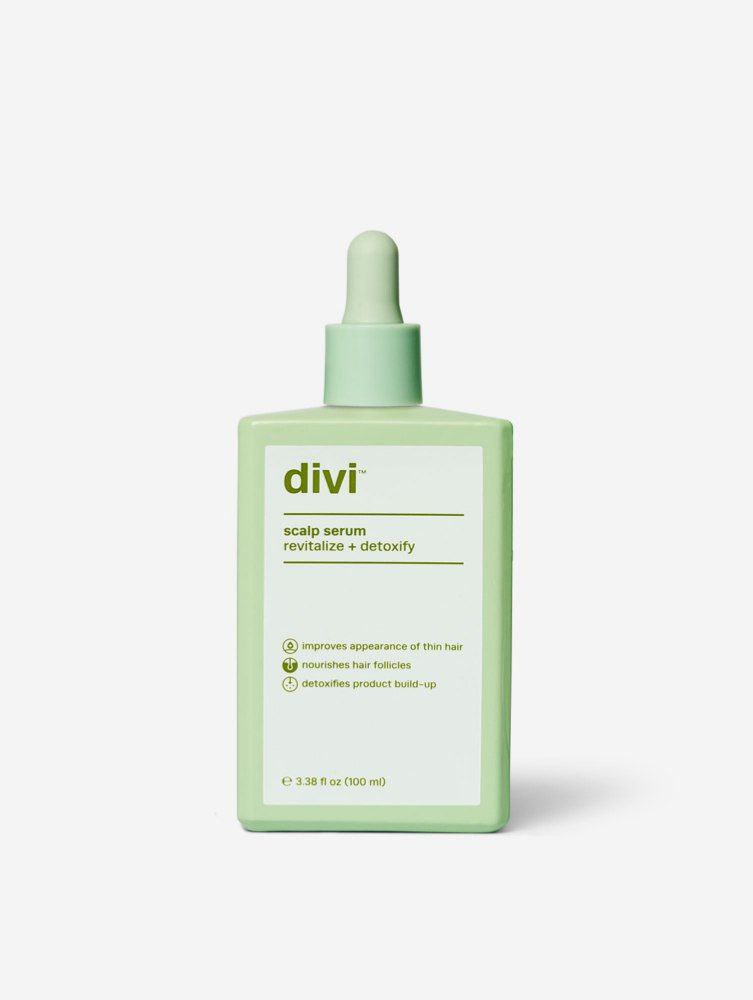 divi™
scalp serum
revitalize + detoxify
improves appearance of thin hair
nourishes hair follicles
detoxifies product build-up
℮ 3.38 fl oz (100 ml)